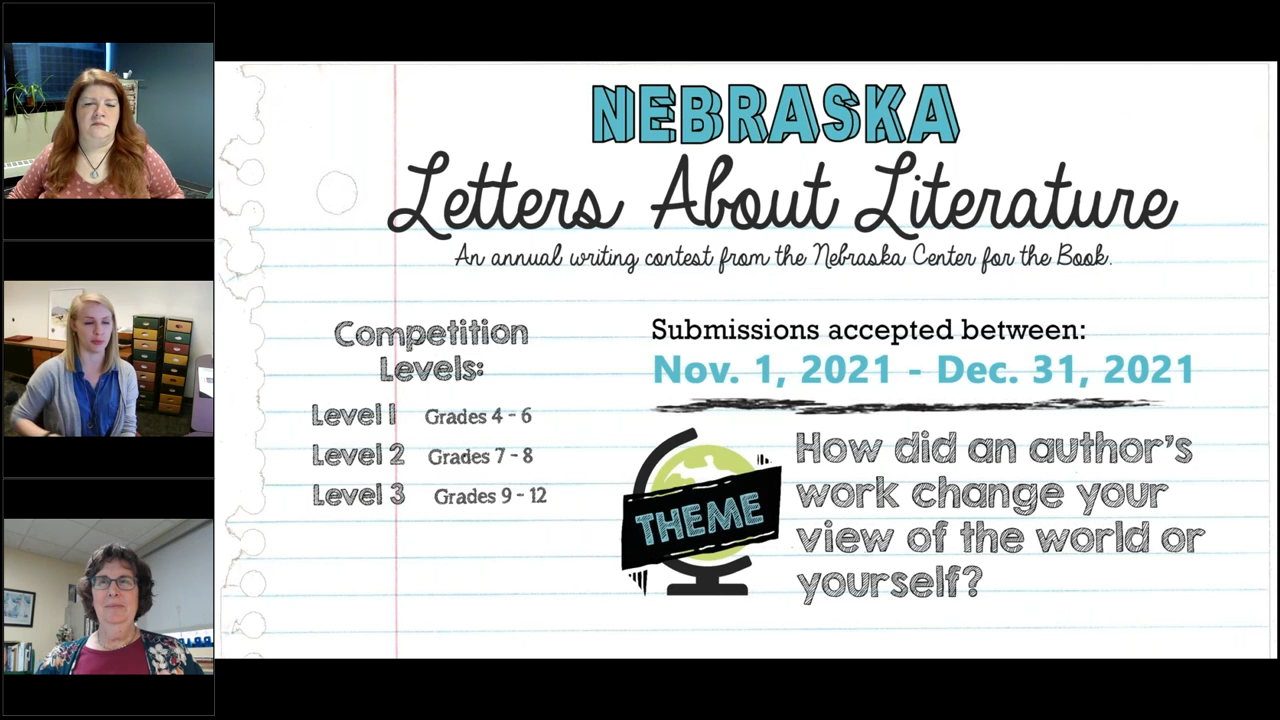 NEBRASKA
Letters About Literature
An annual writing contest from the Nebraska Center for the Book.
Competition
Levels:
Level 1 Grades 4 - 6
Level 2 Grades 7 - 8
Level 3 Grades 9 - 12
Submissions accepted between:
Nov. 1, 2021 - Dec. 31, 2021
THEME
How did an author's
work change your
view of the world or
yourself?